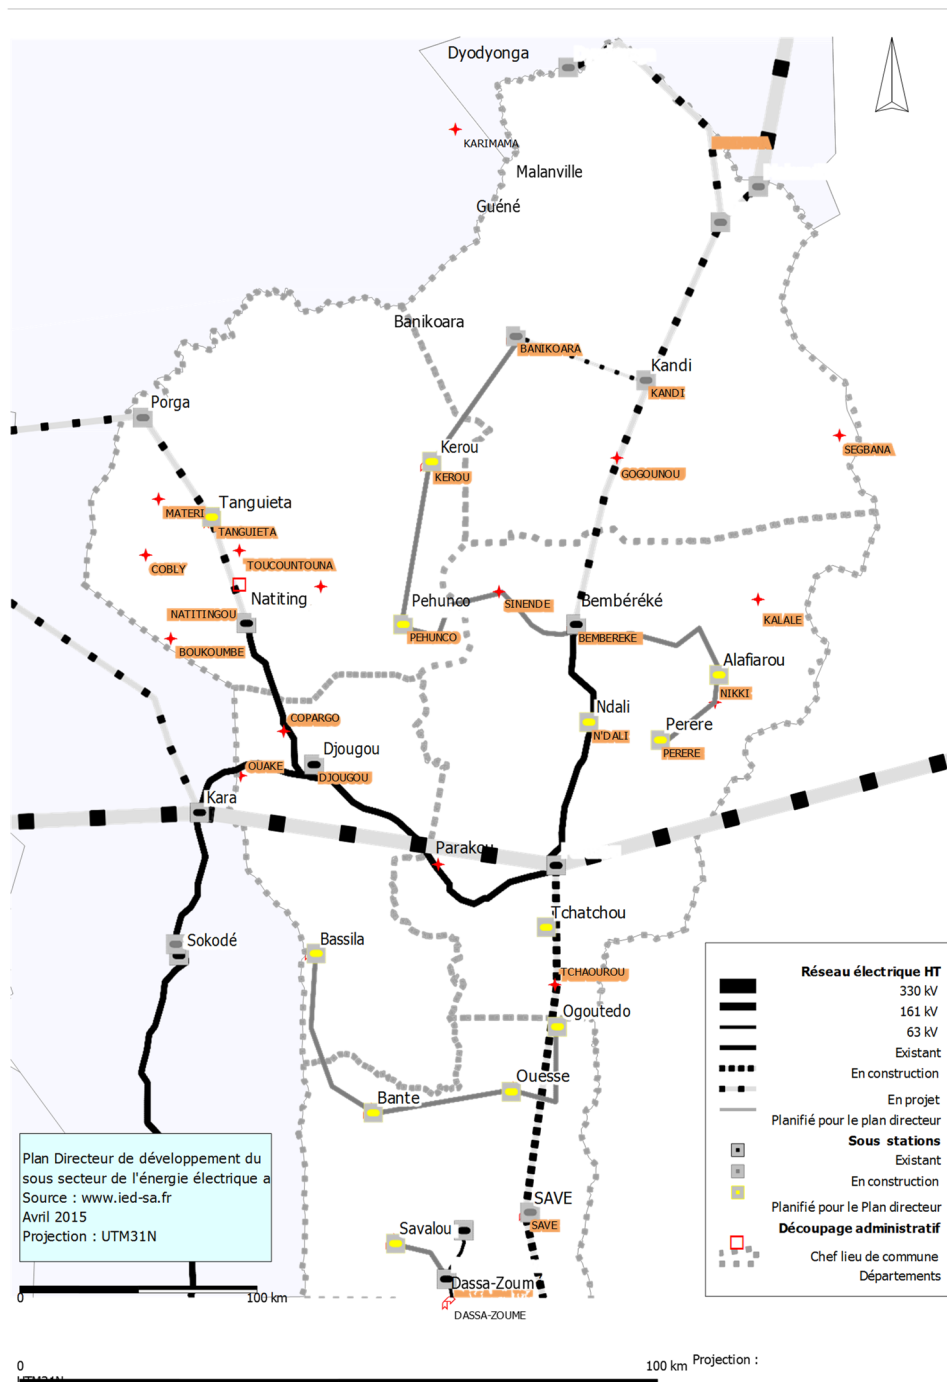 Dyodyonga
KARIMAMA
Malanville
Guéné
Banikoara
BANIKOARA
Kandi
KANDI
Porga
SEGBANA
Kerou
KEROU
GOGOUNOU
Tanguieta
MATERI
TANGUIETA
COBLY
TOUCOUNTOUNA
Natiting
NATITINGOU
Pehunco
SINENDE
Bembéréké
KALALE
PEHUNCO
BEMBEREKE
BOUKOUMBE
Alafiarou
NIKKI
COPARGO
Ndali
N'DALI
Perere
PERERE
Djougou
OUAKE
DJOUGOU
Kara
Parakou
Tchatchou
Sokodé
Bassila
TCHAOUROU
Ogoutedo
Ouesse
Bante
SAVE
SAVE
Savalou
Dassa-Zoum
DASSA-ZOUME
Réseau électrique HT
330 kV
161 kV
63 kV
Existant
En construction
En projet
Planifié pour le plan directeur
Sous stations
Existant
En construction
Planifié pour le Plan directeur
Découpage administratif
Chef lieu de commune
Départements
Plan Directeur de développement du
sous secteur de l'énergie électrique a
Source : www.ied-sa.fr
Avril 2015
Projection : UTM31N
0 100 km
0 100 km Projection :
UTM31N